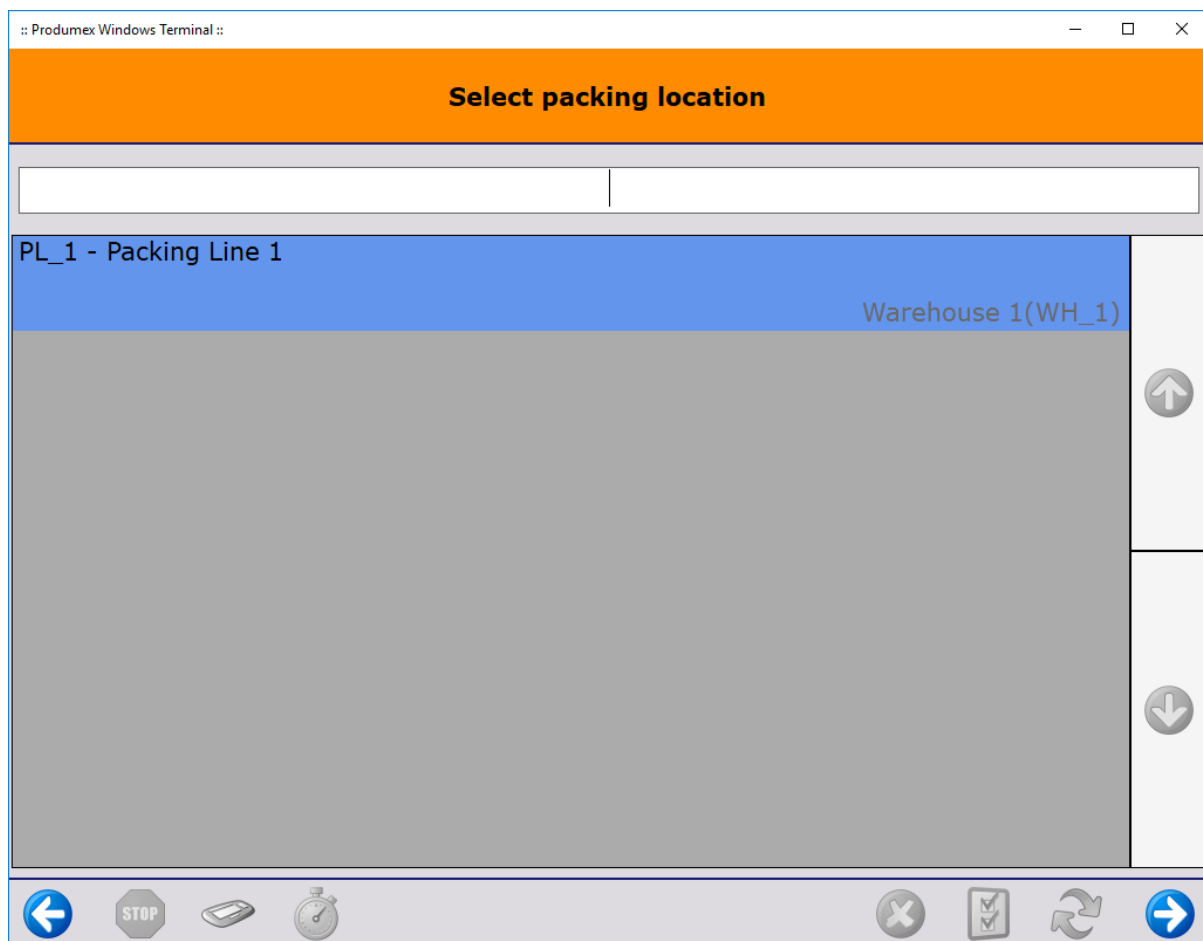 :: Produmex Windows Terminal ::
Select packing location
PL_1 - Packing Line 1
Warehouse 1(WH_1)
STOP